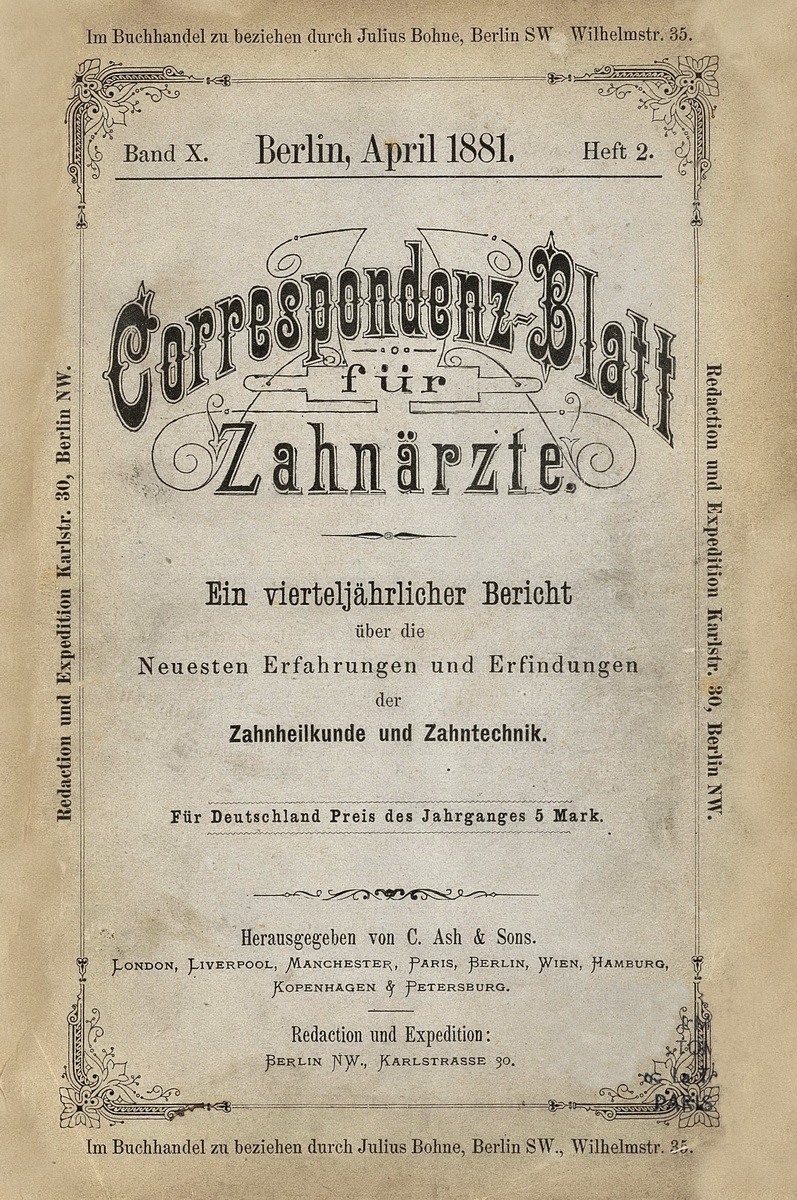 Im Buchhandel zu beziehen durch Julius Bohne, Berlin SW Wilhelmstr. 35.
Band X. Berlin, April 1881. Heft 2.
Correspondenz-Blatt
für
Zahnärzte.
Redaction und Expedition Karlstr. 30, Berlin NW.
Redaction und Expedition Karlstr. 30, Berlin NW.
Ein vierteljährlicher Bericht
über die
Neuesten Erfahrungen und Erfindungen
der
Zahnheilkunde und Zahntechnik.
Für Deutschland Preis des Jahrganges 5 Mark.
Herausgegeben von C. Ash & Sons.
London, Liverpool, Manchester, Paris, Berlin, Wien, Hamburg,
Kopenhagen & Petersburg.
Redaction und Expedition:
Berlin NW., Karlstrasse 30.
PARIS
Im Buchhandel zu beziehen durch Julius Bohne, Berlin SW., Wilhelmstr. 35.